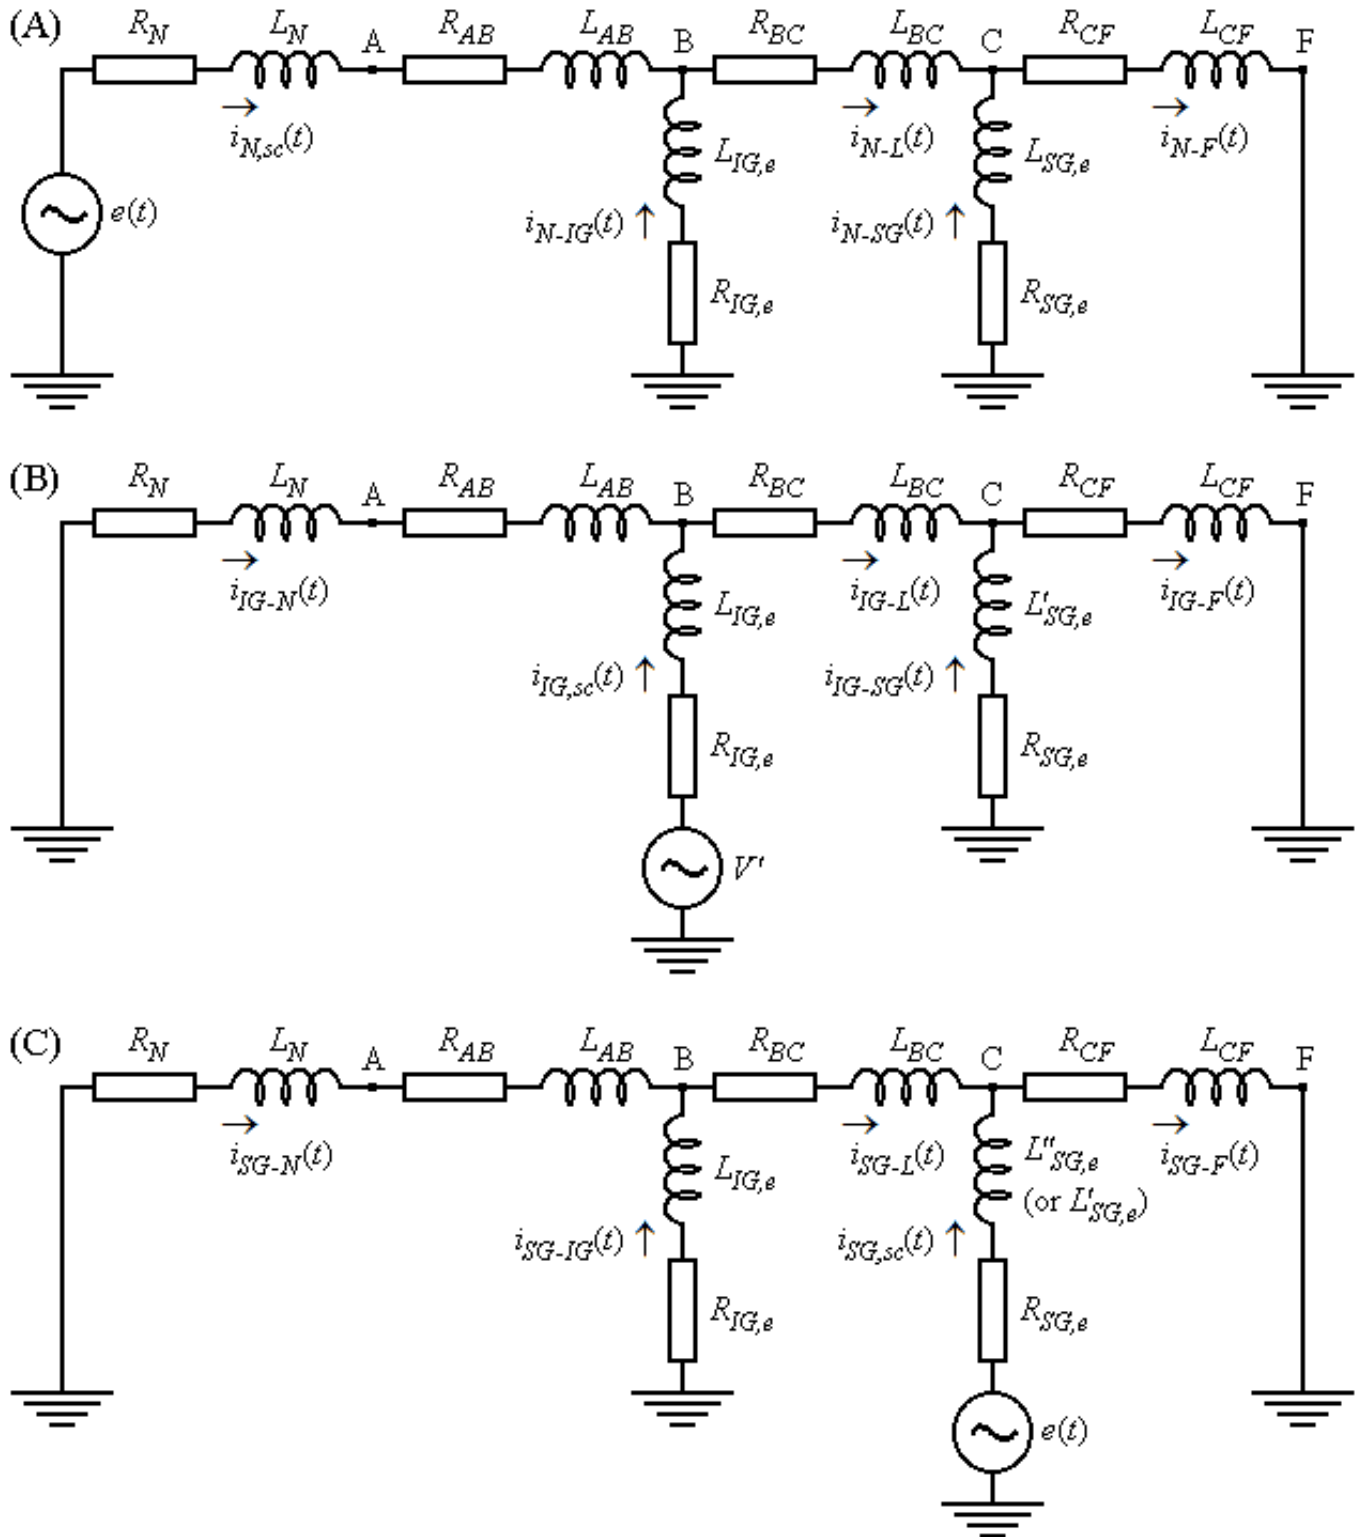 (A) R_N L_N A R_AB L_AB B R_BC L_BC C R_CF L_CF F
→ i_N,sc(t) → i_N-L(t) → i_N-F(t)
L_IG,e L_SG,e
e(t) i_N-IG(t) ↑ i_N-SG(t) ↑
R_IG,e R_SG,e
(B) R_N L_N A R_AB L_AB B R_BC L_BC C R_CF L_CF F
→ i_IG-N(t) → i_IG-L(t) → i_IG-F(t)
L_IG,e L'_SG,e
i_IG,sc(t) ↑ i_IG-SG(t) ↑
R_IG,e R_SG,e
V'
(C) R_N L_N A R_AB L_AB B R_BC L_BC C R_CF L_CF F
→ i_SG-N(t) → i_SG-L(t) → i_SG-F(t)
L_IG,e L''_SG,e
(or L'_SG,e)
i_SG-IG(t) ↑ i_SG,sc(t) ↑
R_IG,e R_SG,e
e(t)